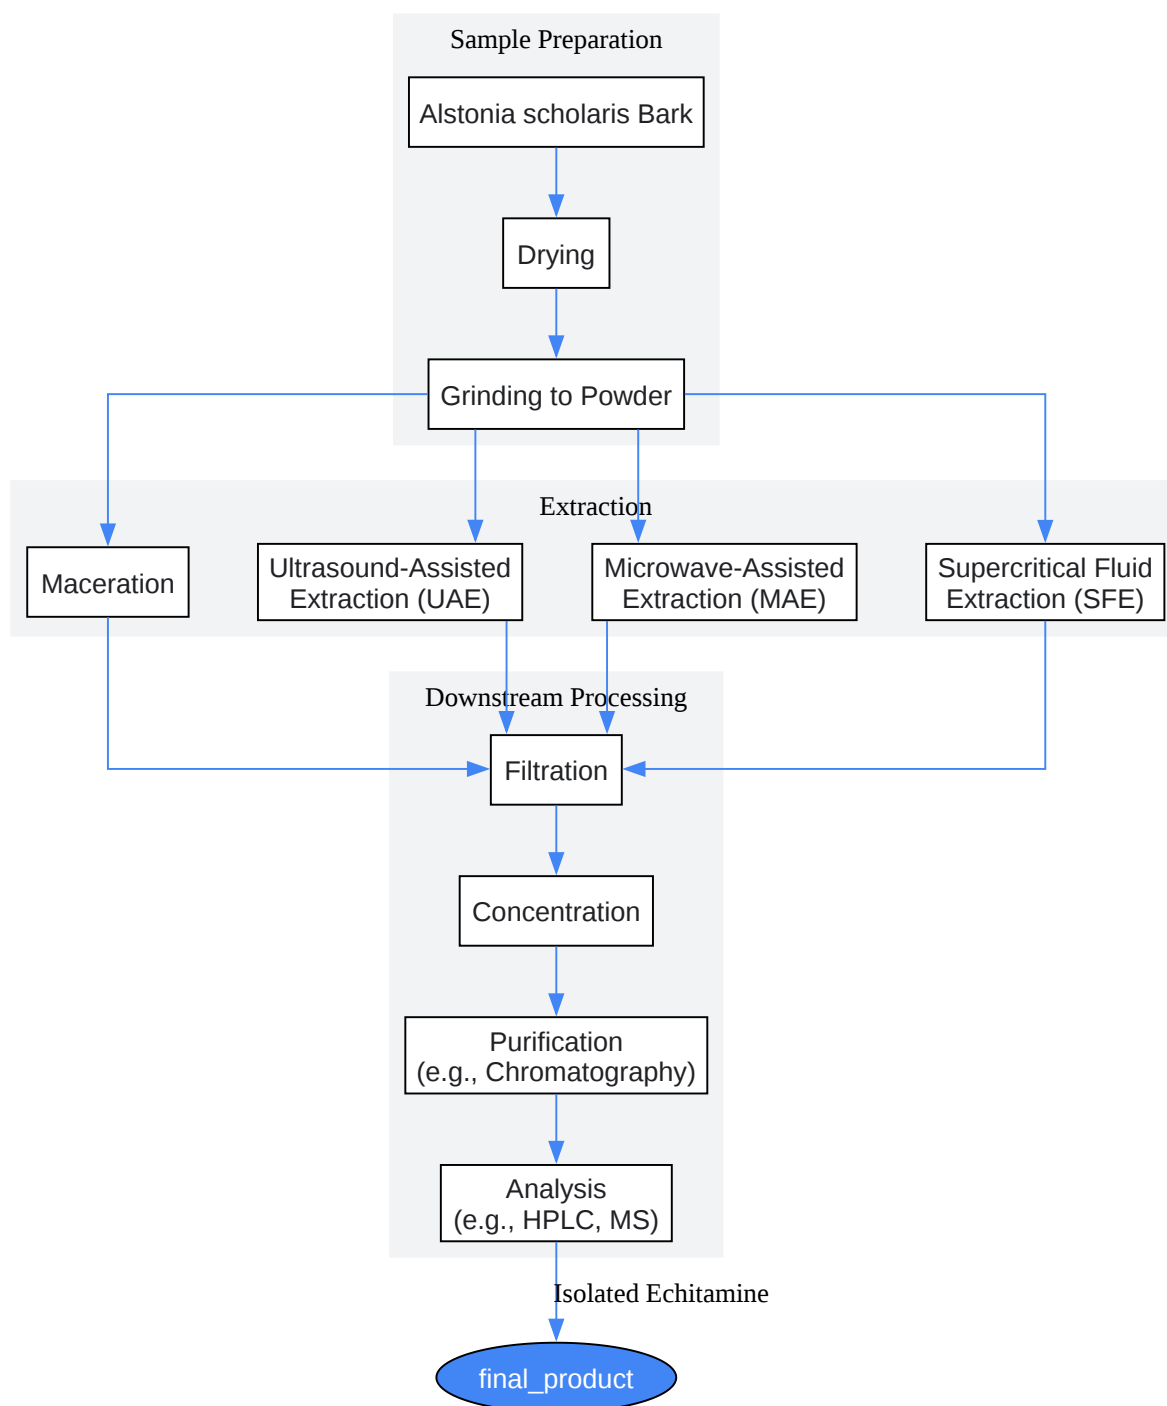 Sample Preparation
Alstonia scholaris Bark
Drying
Grinding to Powder
Extraction
Maceration
Ultrasound-Assisted
Extraction (UAE)
Microwave-Assisted
Extraction (MAE)
Supercritical Fluid
Extraction (SFE)
Downstream Processing
Filtration
Concentration
Purification
(e.g., Chromatography)
Analysis
(e.g., HPLC, MS)
Isolated Echitamine
final_product